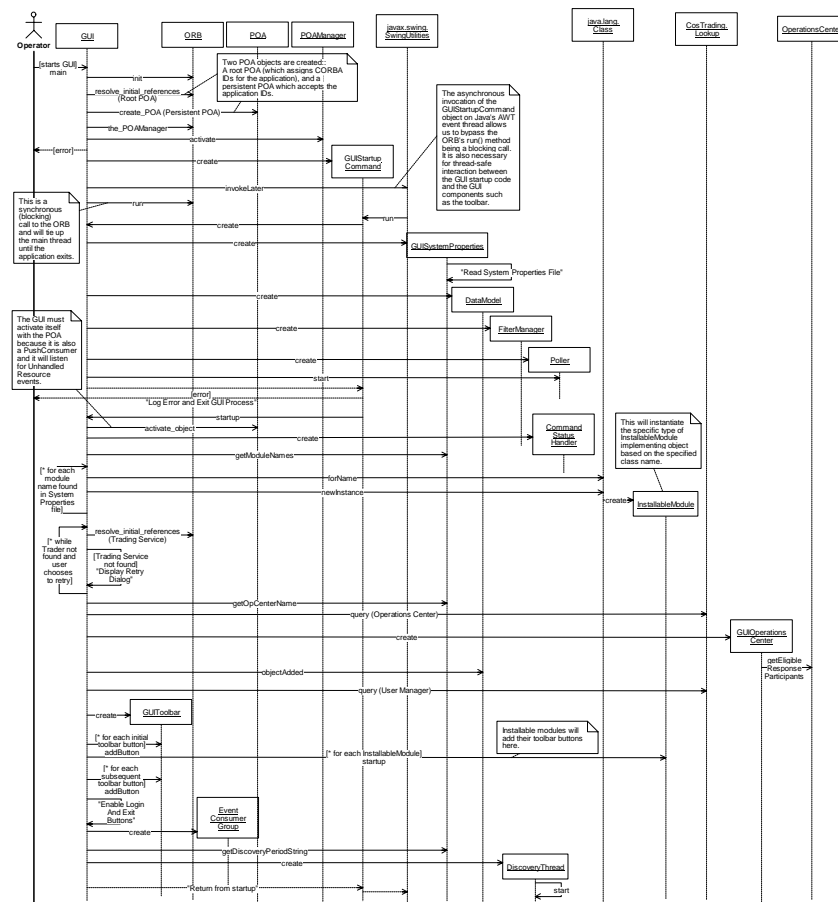 GUI
ORB
POA
POAManager
javax.swing.
SwingUtilities
java.lang.
Class
CosTrading.
Lookup
OperationsCenter
Operator
[starts GUI]
main
init
resolve_initial_references
(Root POA)
Two POA objects are created::
A root POA (which assigns CORBA
IDs for the application), and a
persistent POA which accepts the
application IDs.
create_POA (Persistent POA)
the_POAManager
activate
[error]
create
GUIStartup
Command
The asynchronous
invocation of the
GUIStartupCommand
object on Java's AWT
event thread allows
us to bypass the
ORB's run() method
being a blocking call.
It is also necessary
for thread-safe
interaction between
the GUI startup code
and the GUI
components such
as the toolbar.
invokeLater
run
This is a
synchronous
(blocking)
call to the ORB
and will tie up
the main thread
until the
application exits.
run
create
create
GUISystemProperties
"Read System Properties File"
create
DataModel
The GUI must
activate itself
with the POA
because it is also
a PushConsumer
and it will listen
for Unhandled
Resource
events.
create
FilterManager
create
Poller
start
[error]
"Log Error and Exit GUI Process"
startup
activate_object
create
Command
Status
Handler
This will instantiate
the specific type of
InstallableModule
implementing object
based on the specified
class name.
getModuleNames
[* for each
module
name found
in System
Properties
file]
forName
newInstance
create
InstallableModule
[* while
Trader not
found and
user
chooses
to retry]
resolve_initial_references
(Trading Service)
[Trading Service
not found]
"Display Retry
Dialog"
getOpCenterName
query (Operations Center)
create
GUIOperations
Center
getEligible
Response
Participants
objectAdded
query (User Manager)
create
GUIToolbar
[* for each initial
toolbar button]
addButton
Installable modules will
add their toolbar buttons
here.
[* for each InstallableModule]
startup
[* for each
subsequent
toolbar button]
addButton
"Enable Login
And Exit
Buttons"
Event
Consumer
Group
create
getDiscoveryPeriodString
create
DiscoveryThread
start
"Return from startup"